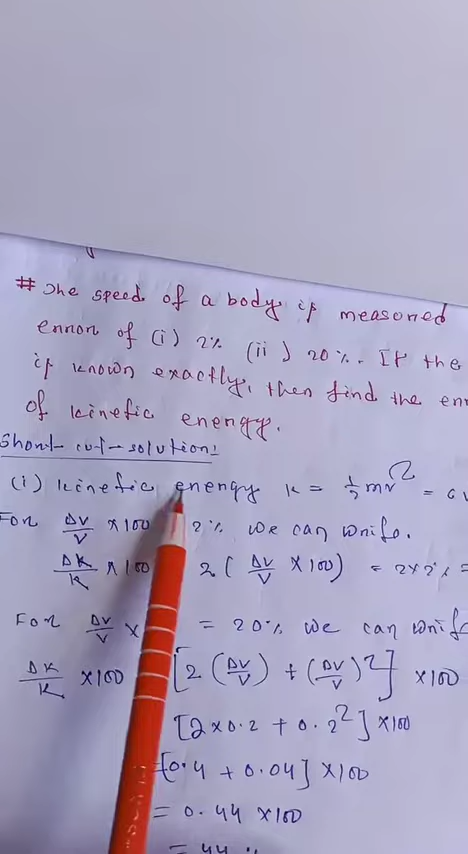 # The speed of a body is measured
error of (i) 2% (ii) 20%. If the
is known exactly, then find the
of kinetic energy.
Short cut solution:
(i) kinetic energy K = ½mv² =
For ΔV/V ×100 2% we can write.
ΔK/K ×100 2 ( ΔV/V ×100) = 2×2% =
For ΔV/V × = 20% we can
ΔK/K ×100 [2 (ΔV/V) + (ΔV/V)²] ×100
[2×0.2 + 0.2²] ×100
=[0.4 + 0.04] ×100
= 0.44 ×100
= 44 %